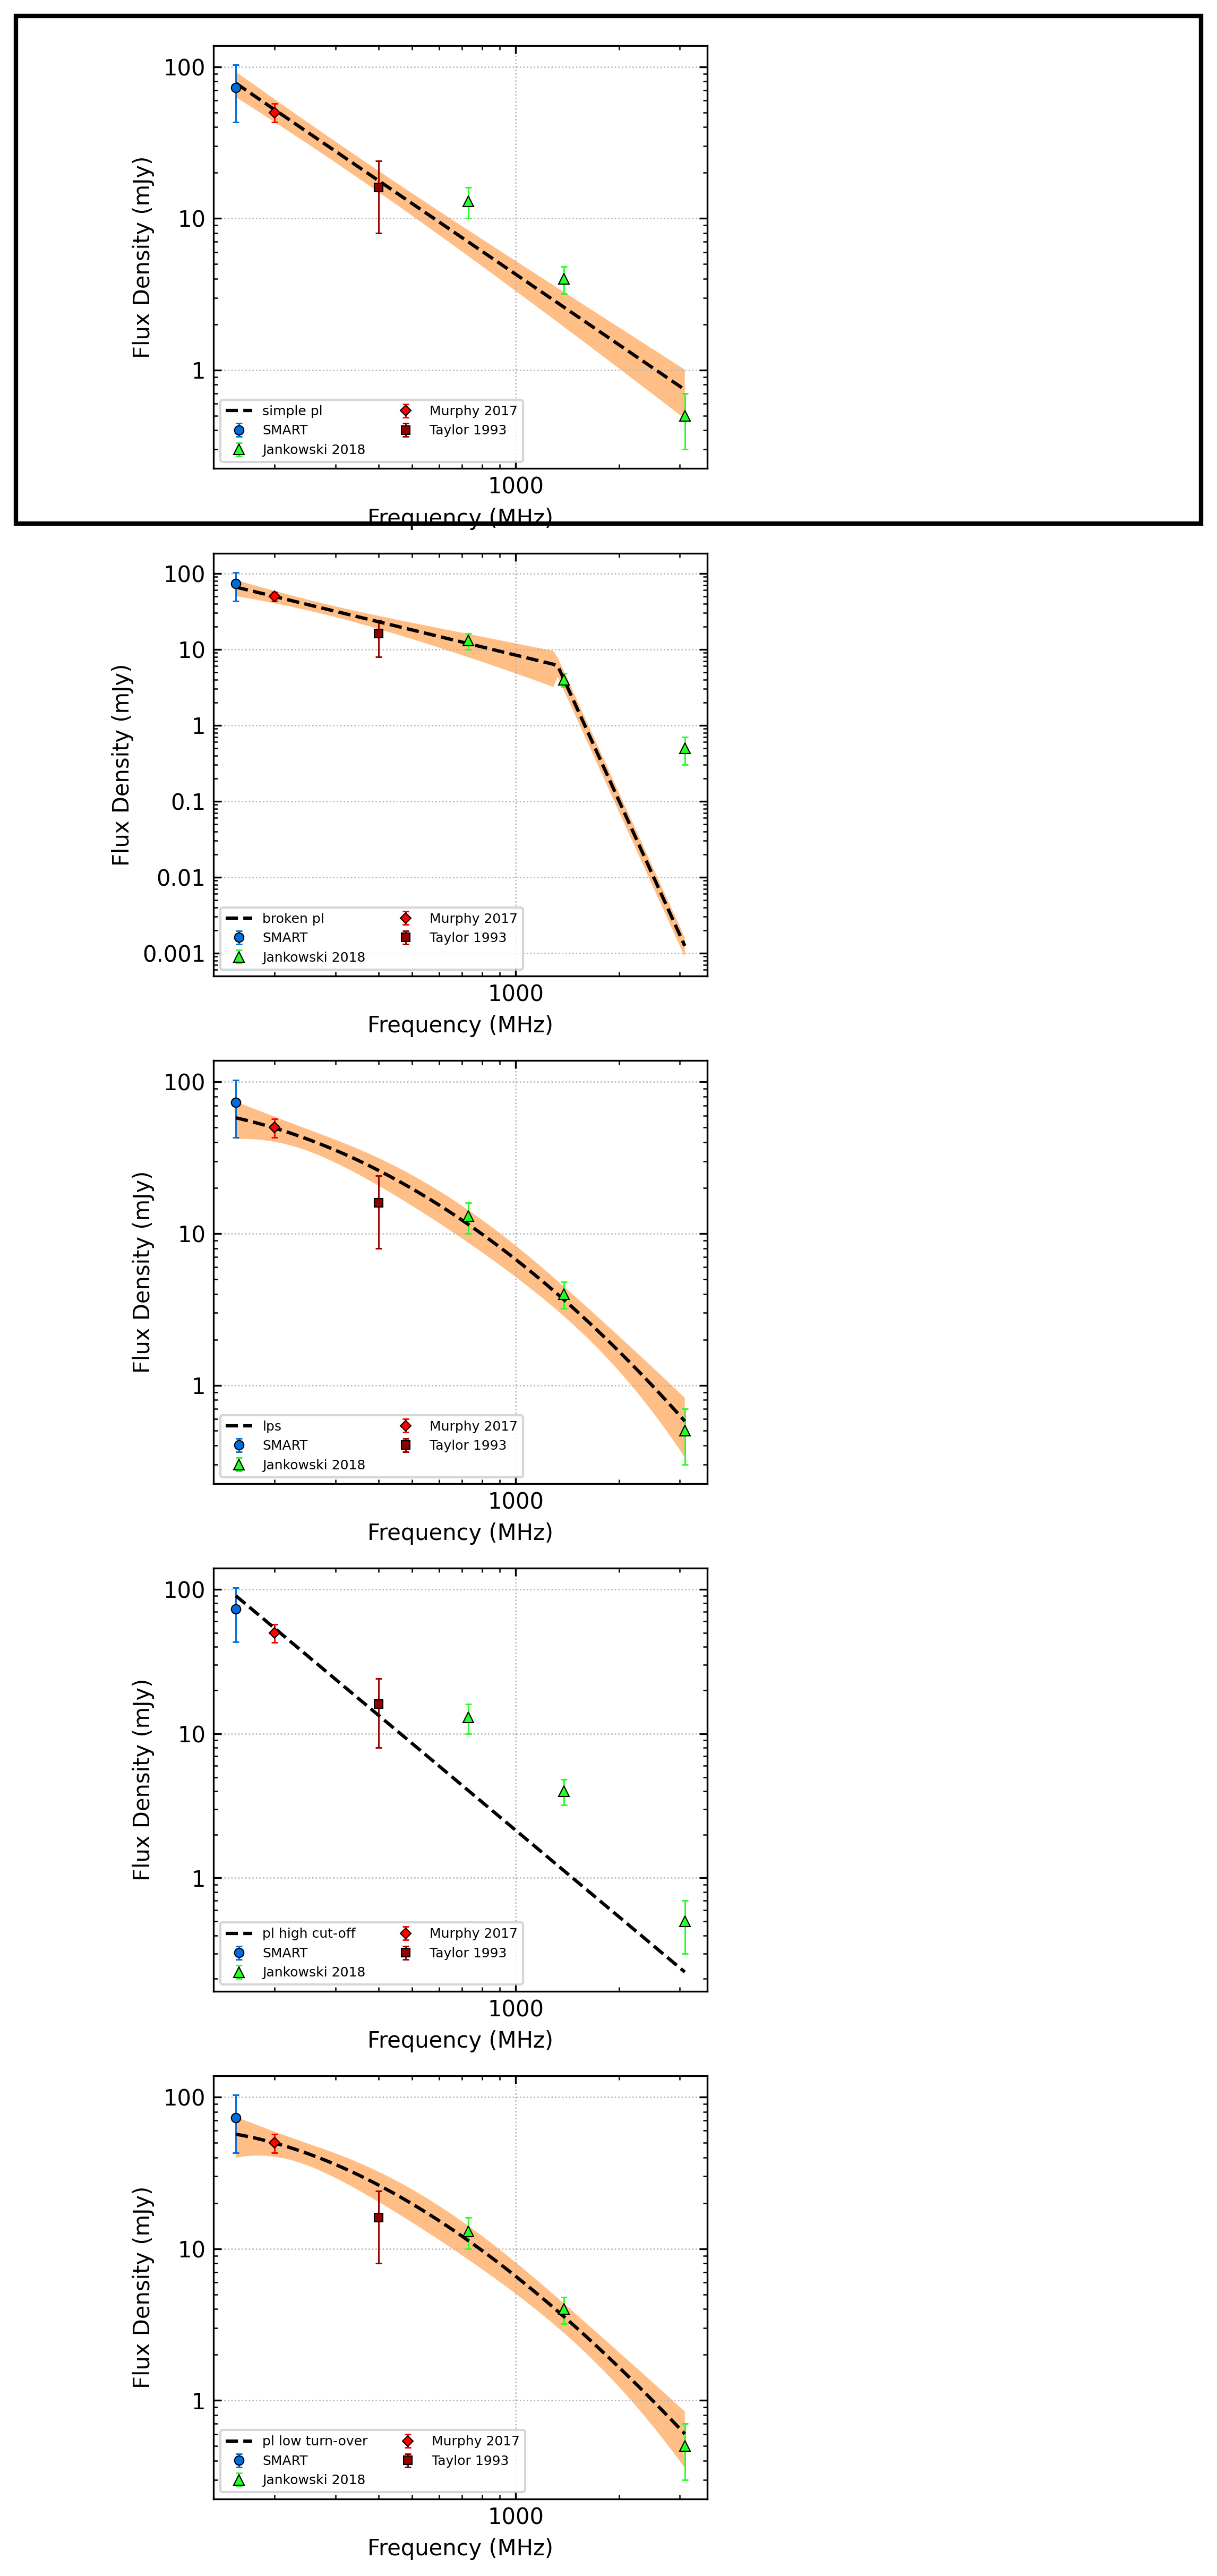 100
10
1
Flux Density (mJy)
simple pl
SMART
Jankowski 2018
Murphy 2017
Taylor 1993
1000
Frequency (MHz)
100
10
1
0.1
0.01
0.001
Flux Density (mJy)
broken pl
SMART
Jankowski 2018
Murphy 2017
Taylor 1993
1000
Frequency (MHz)
100
10
1
Flux Density (mJy)
lps
SMART
Jankowski 2018
Murphy 2017
Taylor 1993
1000
Frequency (MHz)
100
10
1
Flux Density (mJy)
pl high cut-off
SMART
Jankowski 2018
Murphy 2017
Taylor 1993
1000
Frequency (MHz)
100
10
1
Flux Density (mJy)
pl low turn-over
SMART
Jankowski 2018
Murphy 2017
Taylor 1993
1000
Frequency (MHz)